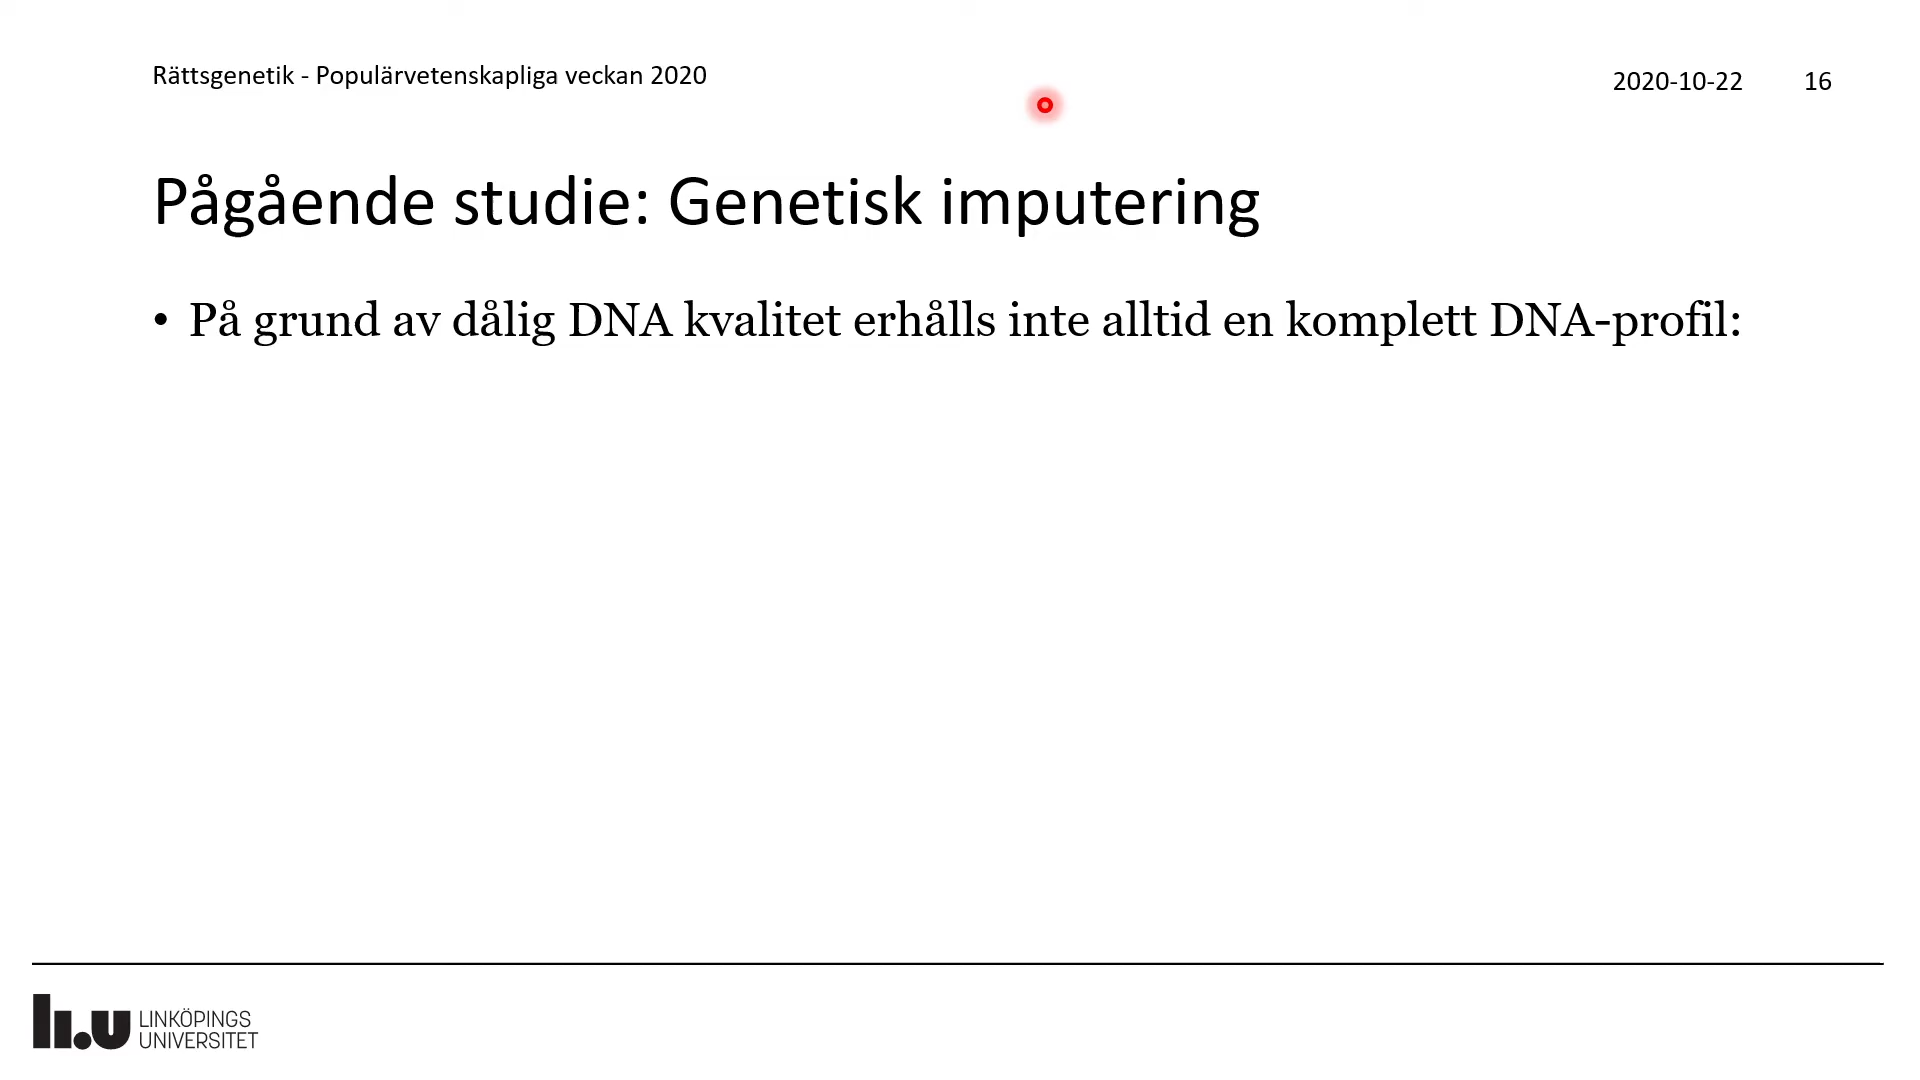 Rättsgenetik - Populärvetenskapliga veckan 2020
2020-10-22 16
Pågående studie: Genetisk imputering
• På grund av dålig DNA kvalitet erhålls inte alltid en komplett DNA-profil:
li.u LINKÖPINGS
UNIVERSITET